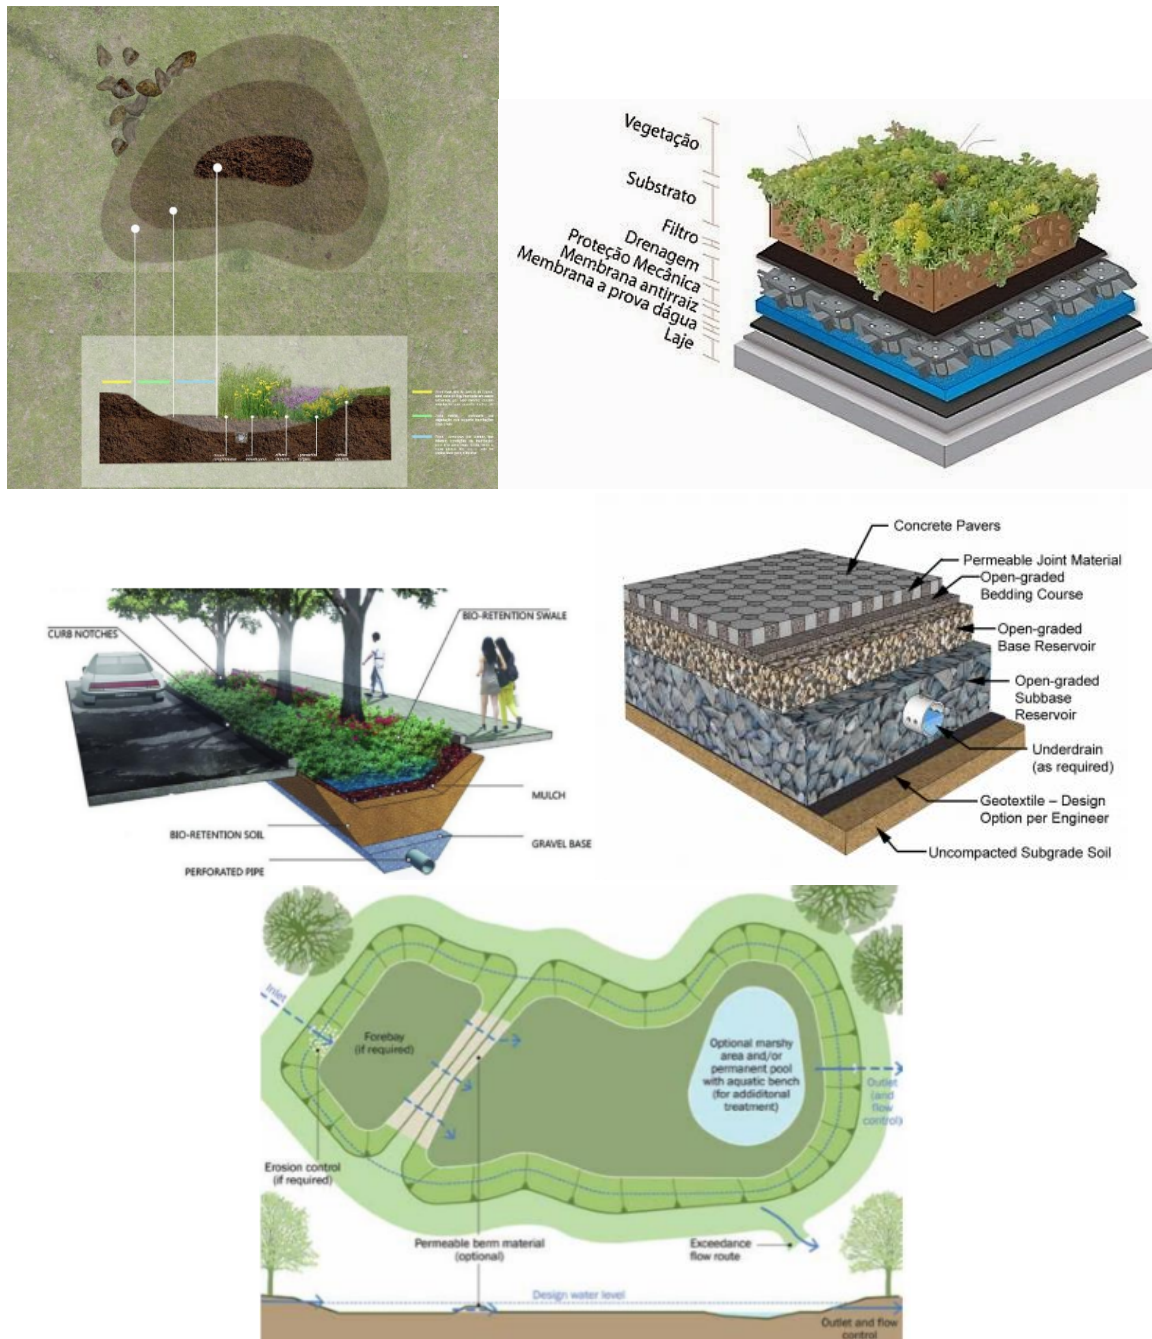 Vegetação
Substrato
Filtro
Drenagem
Proteção Mecânica
Membrana antirraiz
Membrana a prova dágua
Laje
CURB NOTCHES
BIO-RETENTION SWALE
MULCH
BIO-RETENTION SOIL
GRAVEL BASE
PERFORATED PIPE
Concrete Pavers
Permeable Joint Material
Open-graded
Bedding Course
Open-graded
Base Reservoir
Open-graded
Subbase
Reservoir
Underdrain
(as required)
Geotextile – Design
Option per Engineer
Uncompacted Subgrade Soil
Inlet
Forebay
(if required)
Optional marshy
area and/or
permanent pool
with aquatic bench
(for addiditonal
treatment)
Outlet
(and
flow
control)
Erosion control
(if required)
Permeable berm material
(optional)
Exceedance
flow route
Design water level
Outlet and flow
control